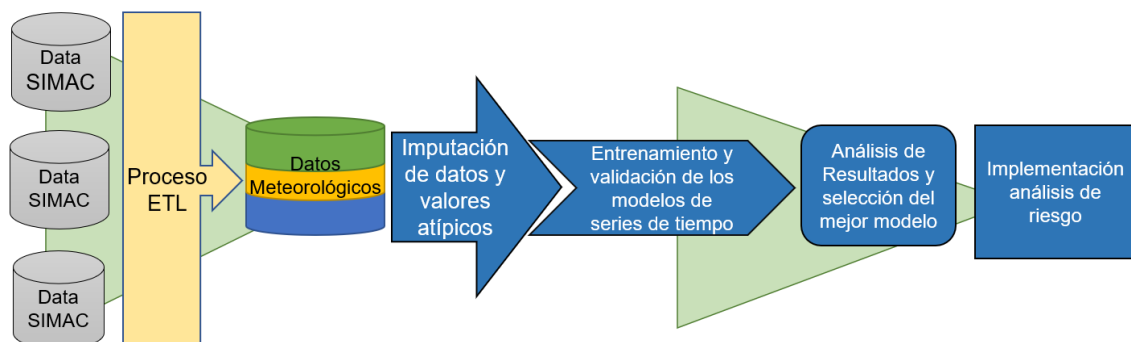 Data
SIMAC
Data
SIMAC
Data
SIMAC
Proceso
ETL
Datos
Meteorológicos
Imputación
de datos y
valores
atípicos
Entrenamiento y
validación de los
modelos de
series de tiempo
Análisis de
Resultados y
selección del
mejor modelo
Implementación
análisis de
riesgo